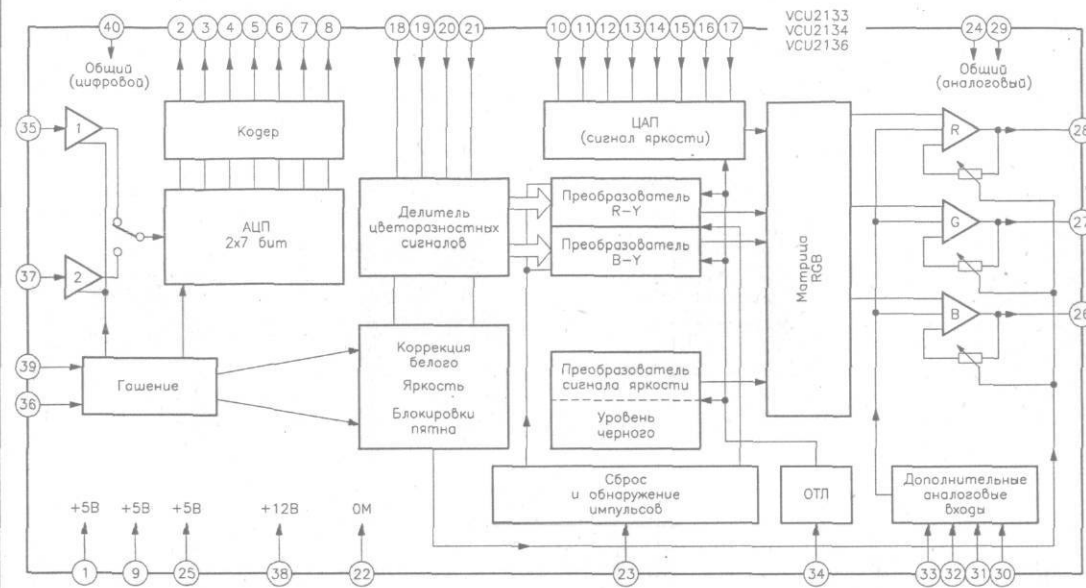 VCU2133
VCU2134
VCU2136
40 2 3 4 5 6 7 8 18 19 20 21 10 11 12 13 14 15 16 17 24 29
Общий
(цифровой)
Общий
(аналоговый)
35
1
Кодер
ЦАП
(сигнал яркости)
R
28
АЦП
2x7 бит
Делитель
цветоразностных
сигналов
Преобразователь
R-Y
Преобразователь
B-Y
Матрица
RGB
G
27
37
2
B
26
39
36
Гашение
Коррекция
белого
Яркость
Блокировки
пятна
Преобразователь
сигнала яркости
Уровень
черного
Сброс
и обнаружение
импульсов
ОТЛ
Дополнительные
аналоговые
входы
+5В +5В +5В +12В 0М
1 9 25 38 22 23 34 33 32 31 30